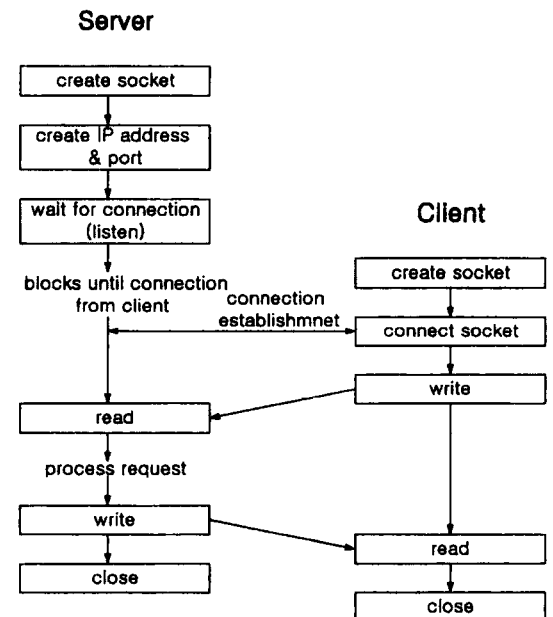 Server
create socket
create IP address
& port
wait for connection
(listen)
blocks until connection
from client
read
process request
write
close
Client
create socket
connection
establishmnet
connect socket
write
read
close